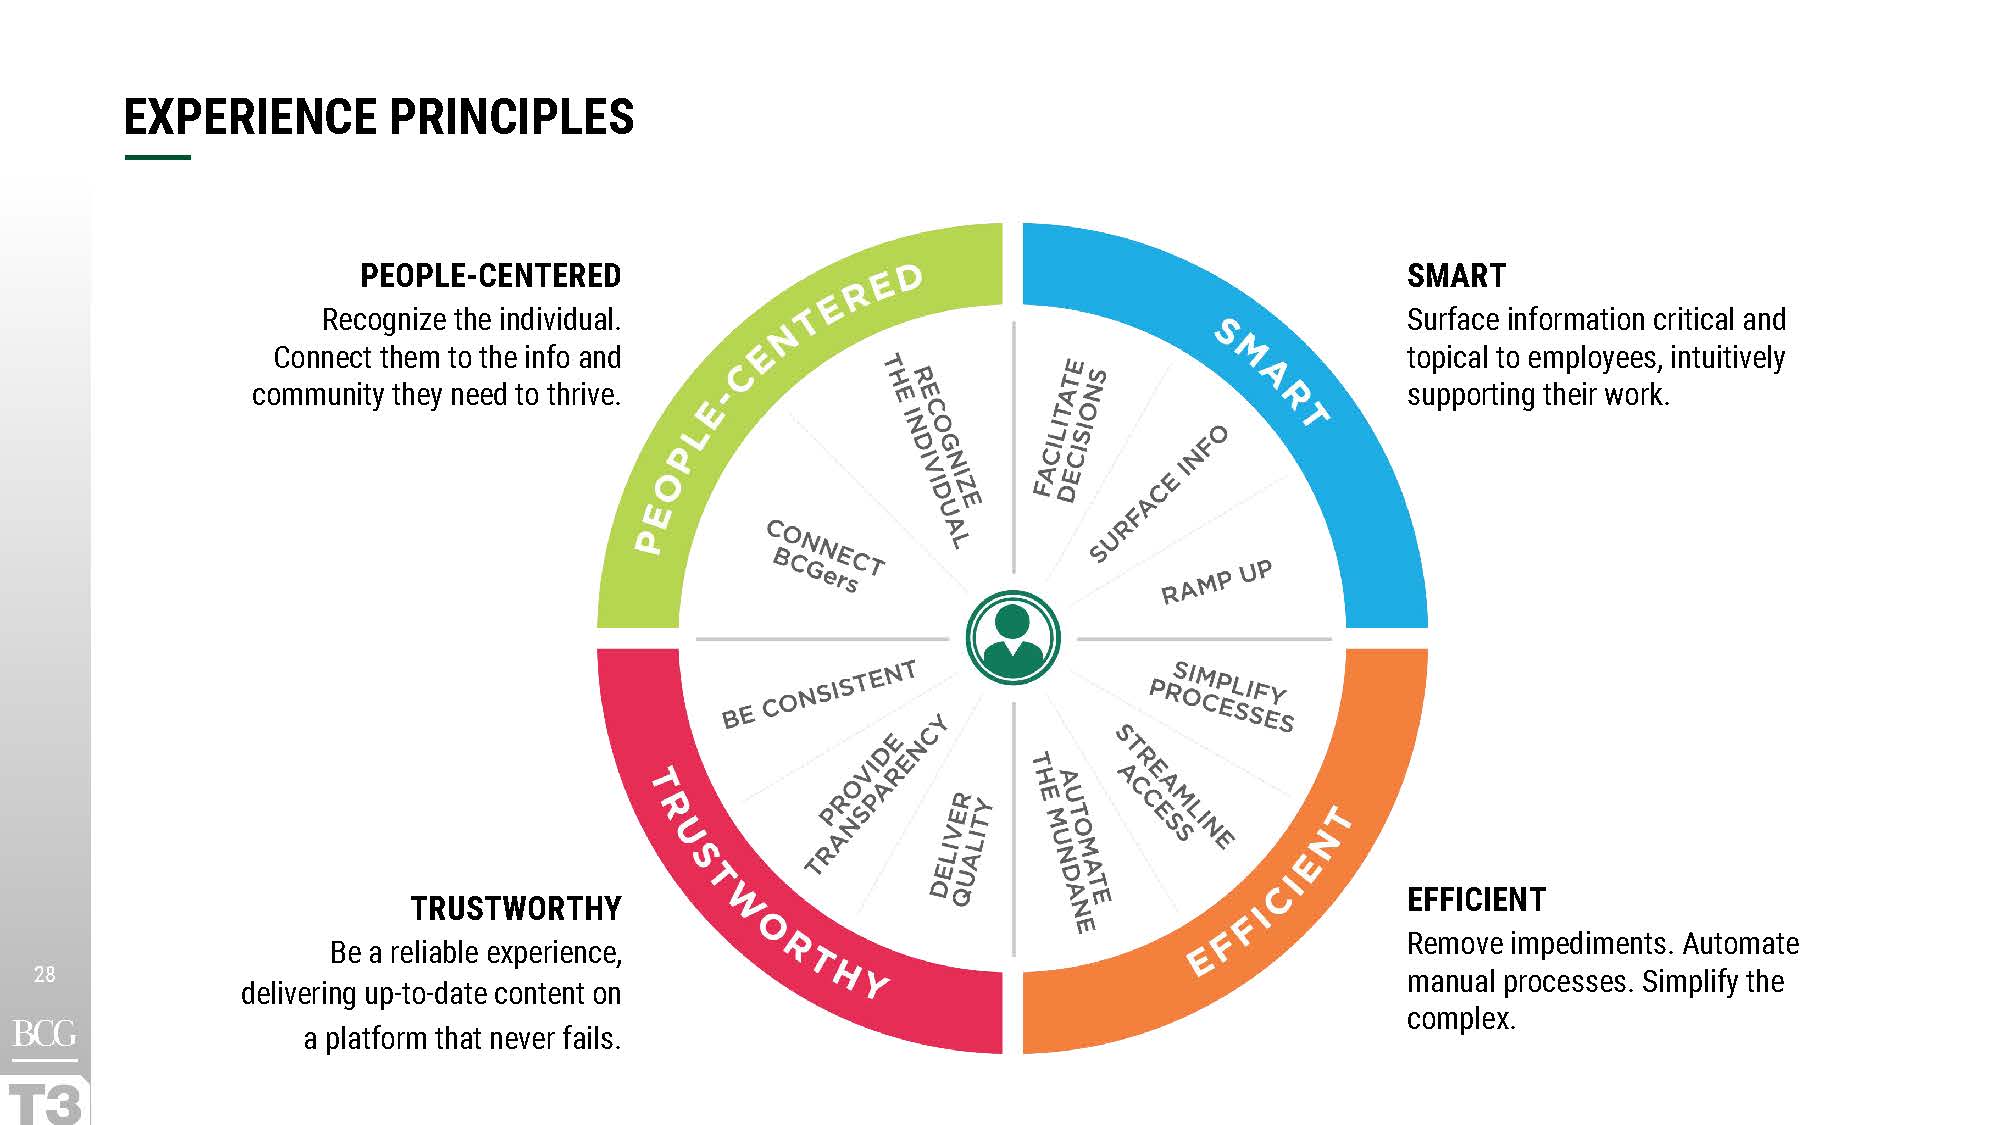 EXPERIENCE PRINCIPLES
PEOPLE-CENTERED
Recognize the individual.
Connect them to the info and
community they need to thrive.
SMART
Surface information critical and
topical to employees, intuitively
supporting their work.
PEOPLE-CENTERED
SMART
RECOGNIZE
THE INDIVIDUAL
CONNECT
BCGers
FACILITATE
DECISIONS
SURFACE INFO
RAMP UP
BE CONSISTENT
PROVIDE
TRANSPARENCY
DELIVER
QUALITY
SIMPLIFY
PROCESSES
STREAMLINE
ACCESS
AUTOMATE
THE MUNDANE
TRUSTWORTHY
EFFICIENT
TRUSTWORTHY
Be a reliable experience,
delivering up-to-date content on
a platform that never fails.
EFFICIENT
Remove impediments. Automate
manual processes. Simplify the
complex.
28
BCG
T3